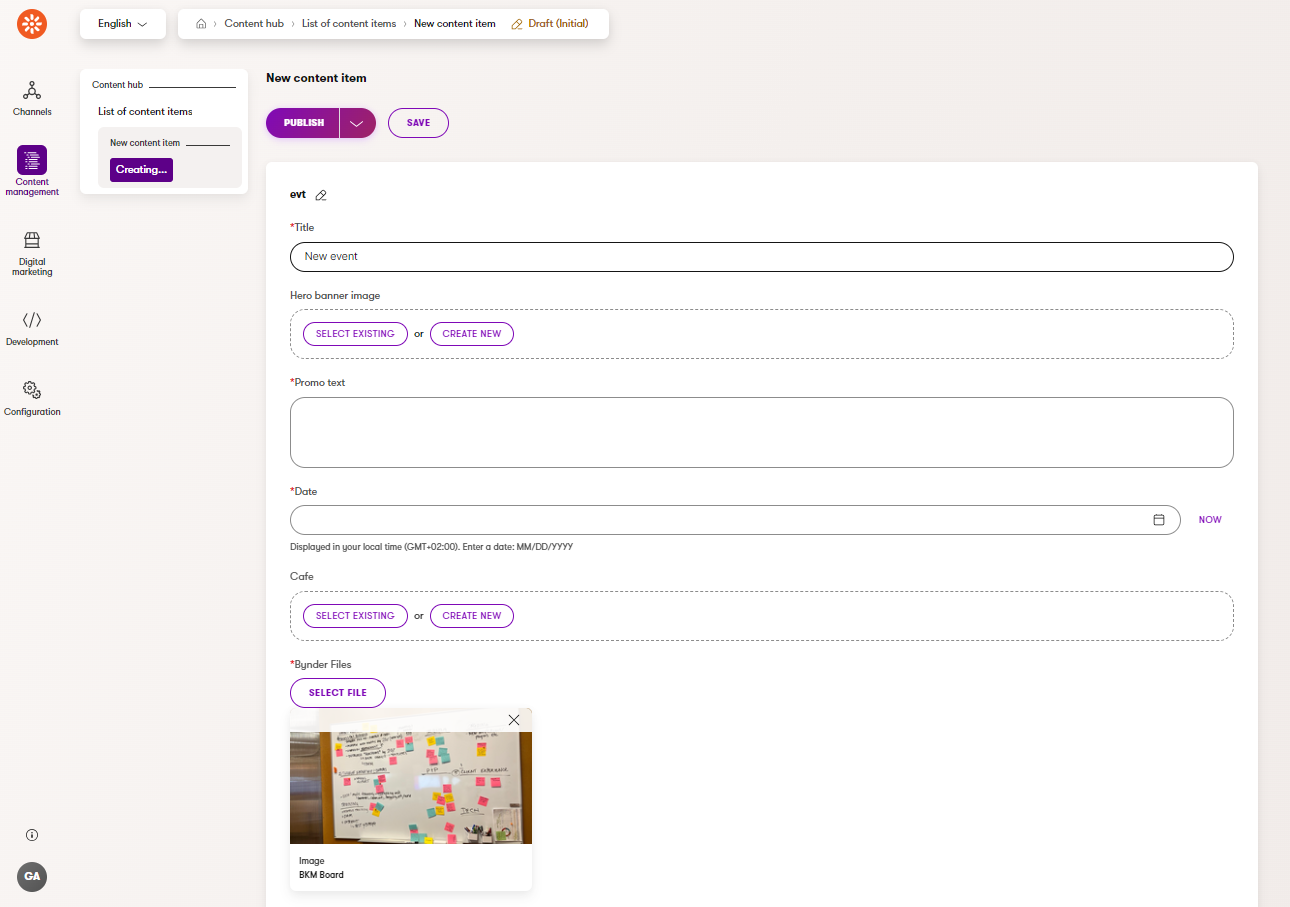 English
Content hub › List of content items › New content item Draft (Initial)
Channels
Content management
Digital marketing
Development
Configuration
GA
Content hub
List of content items
New content item
Creating...
New content item
PUBLISH
SAVE
evt
*Title
New event
Hero banner image
SELECT EXISTING or CREATE NEW
*Promo text
*Date
NOW
Displayed in your local time (GMT+02:00). Enter a date: MM/DD/YYYY
Cafe
SELECT EXISTING or CREATE NEW
*Bynder Files
SELECT FILE
TECH
Image
BKM Board